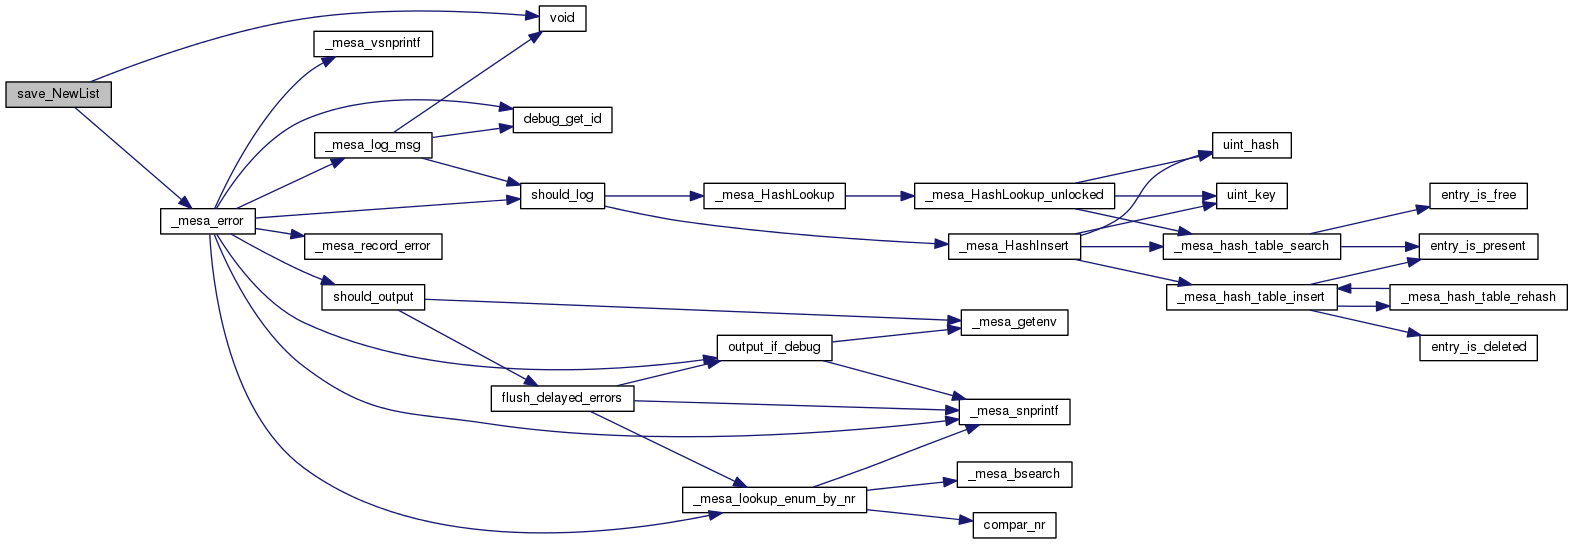 void
_mesa_vsnprintf
save_NewList
debug_get_id
_mesa_log_msg
uint_hash
should_log
_mesa_HashLookup
_mesa_HashLookup_unlocked
uint_key
entry_is_free
_mesa_error
_mesa_record_error
_mesa_HashInsert
_mesa_hash_table_search
entry_is_present
should_output
_mesa_hash_table_insert
_mesa_hash_table_rehash
_mesa_getenv
output_if_debug
entry_is_deleted
flush_delayed_errors
_mesa_snprintf
_mesa_bsearch
_mesa_lookup_enum_by_nr
compar_nr